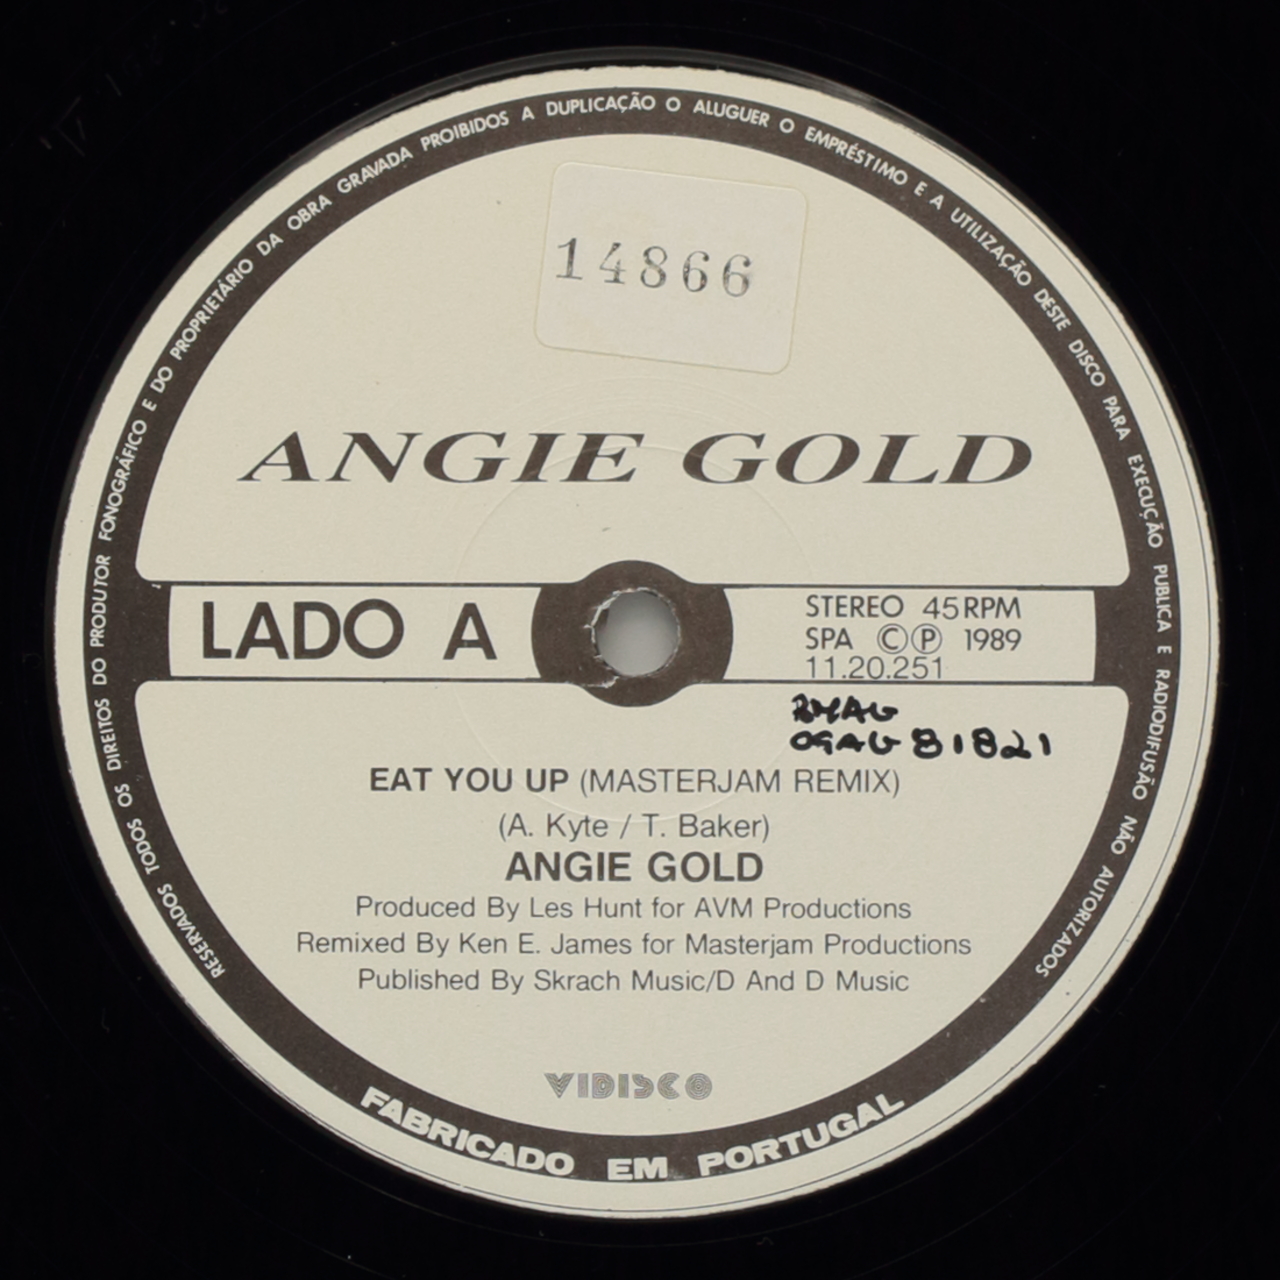 RESERVADOS TODOS OS DIREITOS DO PRODUTOR FONOGRÁFICO E DO PROPRIETÁRIO DA OBRA GRAVADA PROIBIDOS A DUPLICAÇÃO O ALUGUER O EMPRÉSTIMO E A UTILIZAÇÃO DESTE DISCO PARA EXECUÇÃO PUBLICA E RADIODIFUSÃO NÃO AUTORIZADOS
14866
ANGIE GOLD
LADO A
STEREO 45RPM
SPA Ⓒ Ⓟ 1989
11.20.251
81821
EAT YOU UP (MASTERJAM REMIX)
(A. Kyte / T. Baker)
ANGIE GOLD
Produced By Les Hunt for AVM Productions
Remixed By Ken E. James for Masterjam Productions
Published By Skrach Music/D And D Music
VIDISCO
FABRICADO EM PORTUGAL